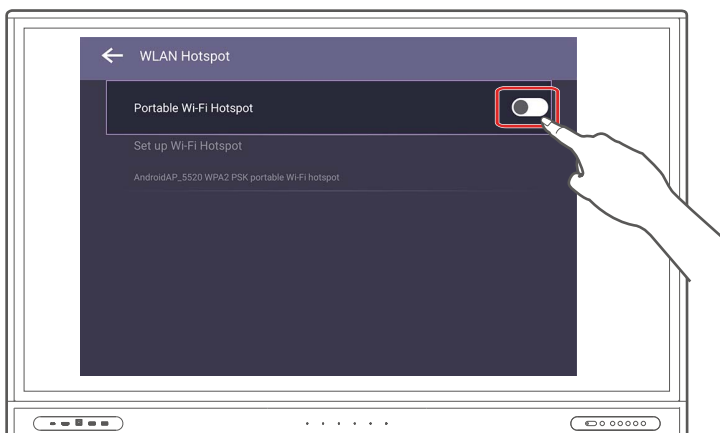 WLAN Hotspot
Portable Wi-Fi Hotspot
Set up Wi-Fi Hotspot
AndroidAP_5520 WPA2 PSK portable Wi-Fi hotspot